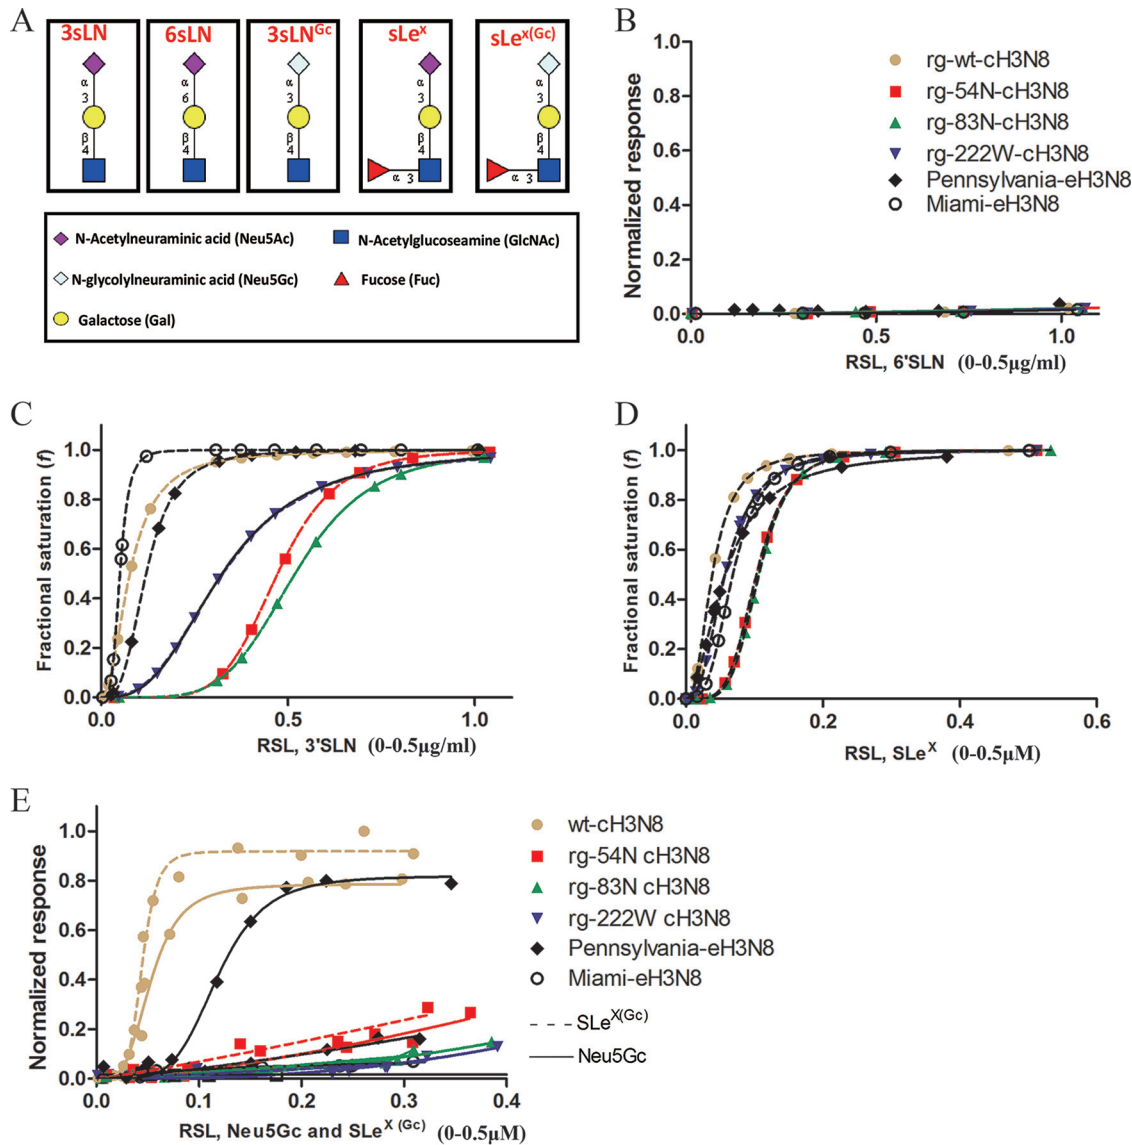 A
3sLN 6sLN 3sLN^Gc sLe^x sLe^x(Gc)
α α α α α
3 6 3 3 3
β β β β β
4 4 4 4 4
α 3 α 3
N-Acetylneuraminic acid (Neu5Ac) N-Acetylglucoseamine (GlcNAc)
N-glycolylneuraminic acid (Neu5Gc) Fucose (Fuc)
Galactose (Gal)
B
Normalized response
1.0
0.8
0.6
0.4
0.2
0.0
0.0 0.5 1.0
RSL, 6'SLN (0-0.5µg/ml)
rg-wt-cH3N8
rg-54N-cH3N8
rg-83N-cH3N8
rg-222W-cH3N8
Pennsylvania-eH3N8
Miami-eH3N8
C
Fractional saturation (f)
1.0
0.8
0.6
0.4
0.2
0.0
0.0 0.5 1.0
RSL, 3'SLN (0-0.5µg/ml)
D
Fractional saturation (f)
1.0
0.8
0.6
0.4
0.2
0.0
0.0 0.2 0.4 0.6
RSL, SLe^X (0-0.5µM)
E
Normalized response
1.0
0.8
0.6
0.4
0.2
0.0
0.0 0.1 0.2 0.3 0.4
RSL, Neu5Gc and SLe^X (Gc) (0-0.5µM)
wt-cH3N8
rg-54N cH3N8
rg-83N cH3N8
rg-222W cH3N8
Pennsylvania-eH3N8
Miami-eH3N8
SLe^X(Gc)
Neu5Gc